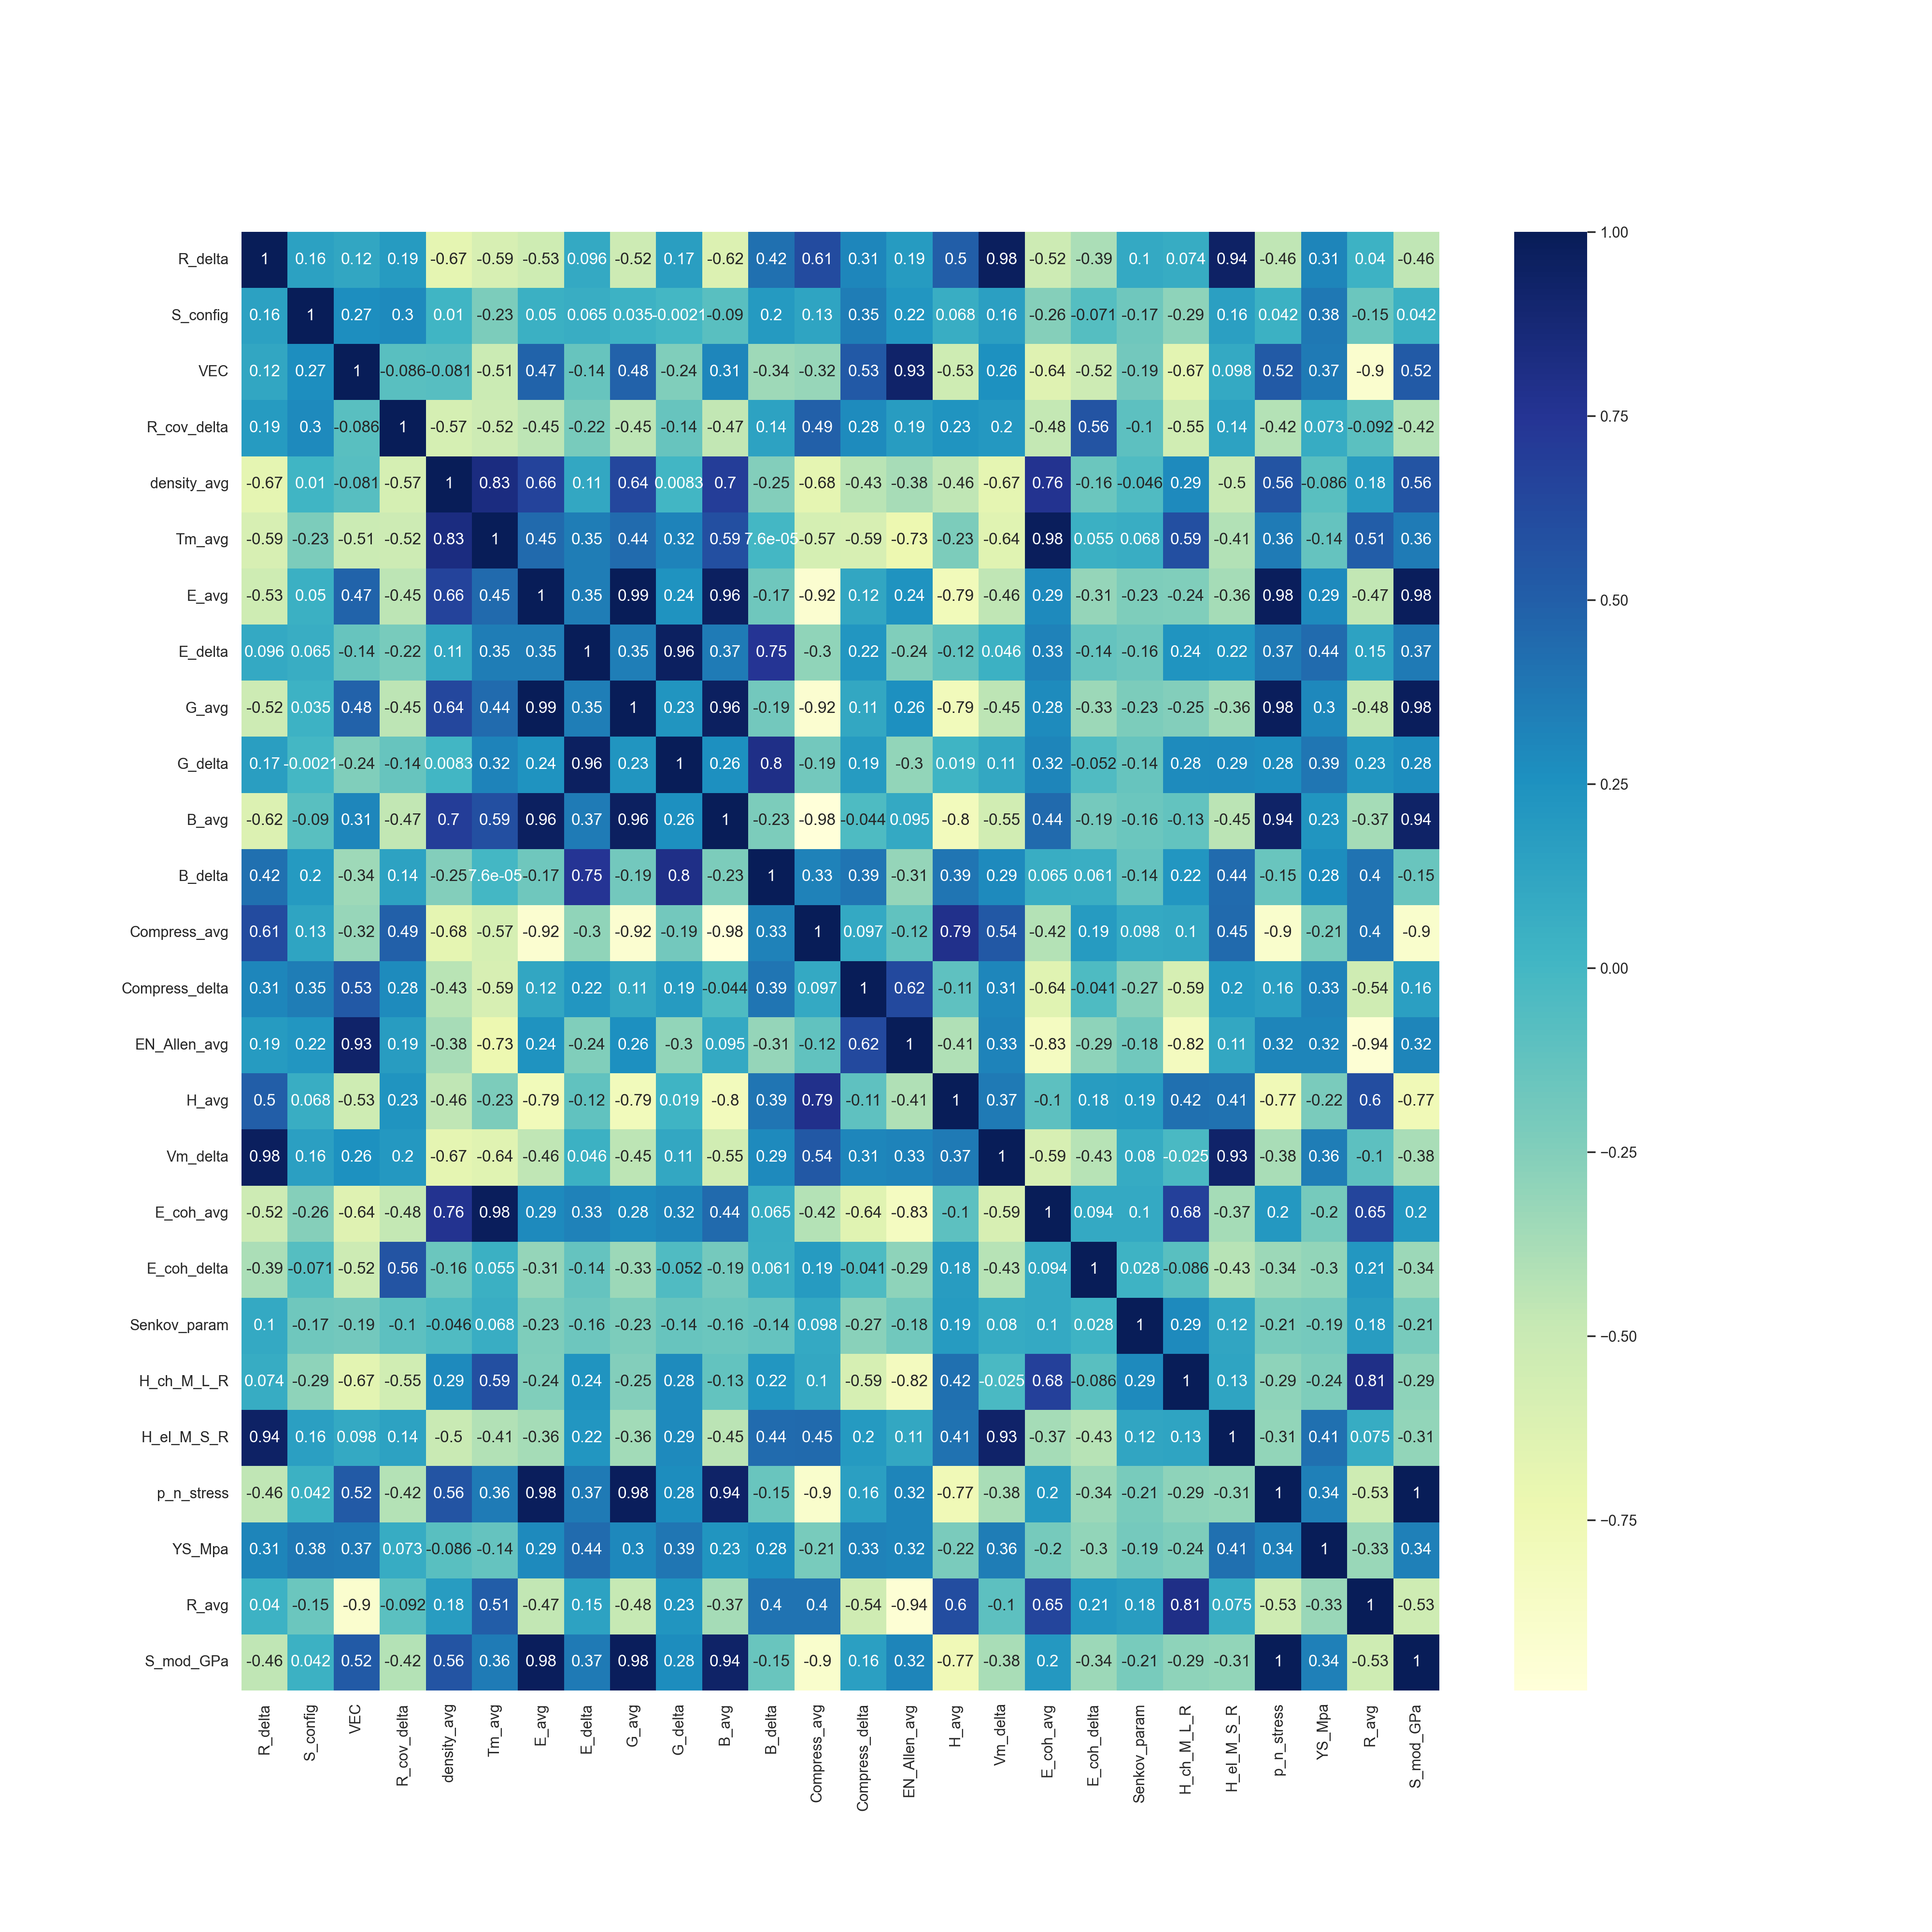 R_delta 1 0.16 0.12 0.19 -0.67 -0.59 -0.53 0.096 -0.52 0.17 -0.62 0.42 0.61 0.31 0.19 0.5 0.98 -0.52 -0.39 0.1 0.074 0.94 -0.46 0.31 0.04 -0.46
S_config 0.16 1 0.27 0.3 0.01 -0.23 0.05 0.065 0.035 -0.0021 -0.09 0.2 0.13 0.35 0.22 0.068 0.16 -0.26 -0.071 -0.17 -0.29 0.16 0.042 0.38 -0.15 0.042
VEC 0.12 0.27 1 -0.086 -0.081 -0.51 0.47 -0.14 0.48 -0.24 0.31 -0.34 -0.32 0.53 0.93 -0.53 0.26 -0.64 -0.52 -0.19 -0.67 0.098 0.52 0.37 -0.9 0.52
R_cov_delta 0.19 0.3 -0.086 1 -0.57 -0.52 -0.45 -0.22 -0.45 -0.14 -0.47 0.14 0.49 0.28 0.19 0.23 0.2 -0.48 0.56 -0.1 -0.55 0.14 -0.42 0.073 -0.092 -0.42
density_avg -0.67 0.01 -0.081 -0.57 1 0.83 0.66 0.11 0.64 0.0083 0.7 -0.25 -0.68 -0.43 -0.38 -0.46 -0.67 0.76 -0.16 -0.046 0.29 -0.5 0.56 -0.086 0.18 0.56
Tm_avg -0.59 -0.23 -0.51 -0.52 0.83 1 0.45 0.35 0.44 0.32 0.59 7.6e-05 -0.57 -0.59 -0.73 -0.23 -0.64 0.98 0.055 0.068 0.59 -0.41 0.36 -0.14 0.51 0.36
E_avg -0.53 0.05 0.47 -0.45 0.66 0.45 1 0.35 0.99 0.24 0.96 -0.17 -0.92 0.12 0.24 -0.79 -0.46 0.29 -0.31 -0.23 -0.24 -0.36 0.98 0.29 -0.47 0.98
E_delta 0.096 0.065 -0.14 -0.22 0.11 0.35 0.35 1 0.35 0.96 0.37 0.75 -0.3 0.22 -0.24 -0.12 0.046 0.33 -0.14 -0.16 0.24 0.22 0.37 0.44 0.15 0.37
G_avg -0.52 0.035 0.48 -0.45 0.64 0.44 0.99 0.35 1 0.23 0.96 -0.19 -0.92 0.11 0.26 -0.79 -0.45 0.28 -0.33 -0.23 -0.25 -0.36 0.98 0.3 -0.48 0.98
G_delta 0.17 -0.0021 -0.24 -0.14 0.0083 0.32 0.24 0.96 0.23 1 0.26 0.8 -0.19 0.19 -0.3 0.019 0.11 0.32 -0.052 -0.14 0.28 0.29 0.28 0.39 0.23 0.28
B_avg -0.62 -0.09 0.31 -0.47 0.7 0.59 0.96 0.37 0.96 0.26 1 -0.23 -0.98 -0.044 0.095 -0.8 -0.55 0.44 -0.19 -0.16 -0.13 -0.45 0.94 0.23 -0.37 0.94
B_delta 0.42 0.2 -0.34 0.14 -0.25 7.6e-05 -0.17 0.75 -0.19 0.8 -0.23 1 0.33 0.39 -0.31 0.39 0.29 0.065 0.061 -0.14 0.22 0.44 -0.15 0.28 0.4 -0.15
Compress_avg 0.61 0.13 -0.32 0.49 -0.68 -0.57 -0.92 -0.3 -0.92 -0.19 -0.98 0.33 1 0.097 -0.12 0.79 0.54 -0.42 0.19 0.098 0.1 0.45 -0.9 -0.21 0.4 -0.9
Compress_delta 0.31 0.35 0.53 0.28 -0.43 -0.59 0.12 0.22 0.11 0.19 -0.044 0.39 0.097 1 0.62 -0.11 0.31 -0.64 -0.041 -0.27 -0.59 0.2 0.16 0.33 -0.54 0.16
EN_Allen_avg 0.19 0.22 0.93 0.19 -0.38 -0.73 0.24 -0.24 0.26 -0.3 0.095 -0.31 -0.12 0.62 1 -0.41 0.33 -0.83 -0.29 -0.18 -0.82 0.11 0.32 0.32 -0.94 0.32
H_avg 0.5 0.068 -0.53 0.23 -0.46 -0.23 -0.79 -0.12 -0.79 0.019 -0.8 0.39 0.79 -0.11 -0.41 1 0.37 -0.1 0.18 0.19 0.42 0.41 -0.77 -0.22 0.6 -0.77
Vm_delta 0.98 0.16 0.26 0.2 -0.67 -0.64 -0.46 0.046 -0.45 0.11 -0.55 0.29 0.54 0.31 0.33 0.37 1 -0.59 -0.43 0.08 -0.025 0.93 -0.38 0.36 -0.1 -0.38
E_coh_avg -0.52 -0.26 -0.64 -0.48 0.76 0.98 0.29 0.33 0.28 0.32 0.44 0.065 -0.42 -0.64 -0.83 -0.1 -0.59 1 0.094 0.1 0.68 -0.37 0.2 -0.2 0.65 0.2
E_coh_delta -0.39 -0.071 -0.52 0.56 -0.16 0.055 -0.31 -0.14 -0.33 -0.052 -0.19 0.061 0.19 -0.041 -0.29 0.18 -0.43 0.094 1 0.028 -0.086 -0.43 -0.34 -0.3 0.21 -0.34
Senkov_param 0.1 -0.17 -0.19 -0.1 -0.046 0.068 -0.23 -0.16 -0.23 -0.14 -0.16 -0.14 0.098 -0.27 -0.18 0.19 0.08 0.1 0.028 1 0.29 0.12 -0.21 -0.19 0.18 -0.21
H_ch_M_L_R 0.074 -0.29 -0.67 -0.55 0.29 0.59 -0.24 0.24 -0.25 0.28 -0.13 0.22 0.1 -0.59 -0.82 0.42 -0.025 0.68 -0.086 0.29 1 0.13 -0.29 -0.24 0.81 -0.29
H_el_M_S_R 0.94 0.16 0.098 0.14 -0.5 -0.41 -0.36 0.22 -0.36 0.29 -0.45 0.44 0.45 0.2 0.11 0.41 0.93 -0.37 -0.43 0.12 0.13 1 -0.31 0.41 0.075 -0.31
p_n_stress -0.46 0.042 0.52 -0.42 0.56 0.36 0.98 0.37 0.98 0.28 0.94 -0.15 -0.9 0.16 0.32 -0.77 -0.38 0.2 -0.34 -0.21 -0.29 -0.31 1 0.34 -0.53 1
YS_Mpa 0.31 0.38 0.37 0.073 -0.086 -0.14 0.29 0.44 0.3 0.39 0.23 0.28 -0.21 0.33 0.32 -0.22 0.36 -0.2 -0.3 -0.19 -0.24 0.41 0.34 1 -0.33 0.34
R_avg 0.04 -0.15 -0.9 -0.092 0.18 0.51 -0.47 0.15 -0.48 0.23 -0.37 0.4 0.4 -0.54 -0.94 0.6 -0.1 0.65 0.21 0.18 0.81 0.075 -0.53 -0.33 1 -0.53
S_mod_GPa -0.46 0.042 0.52 -0.42 0.56 0.36 0.98 0.37 0.98 0.28 0.94 -0.15 -0.9 0.16 0.32 -0.77 -0.38 0.2 -0.34 -0.21 -0.29 -0.31 1 0.34 -0.53 1
R_delta S_config VEC R_cov_delta density_avg Tm_avg E_avg E_delta G_avg G_delta B_avg B_delta Compress_avg Compress_delta EN_Allen_avg H_avg Vm_delta E_coh_avg E_coh_delta Senkov_param H_ch_M_L_R H_el_M_S_R p_n_stress YS_Mpa R_avg S_mod_GPa
1.00
0.75
0.50
0.25
0.00
−0.25
−0.50
−0.75